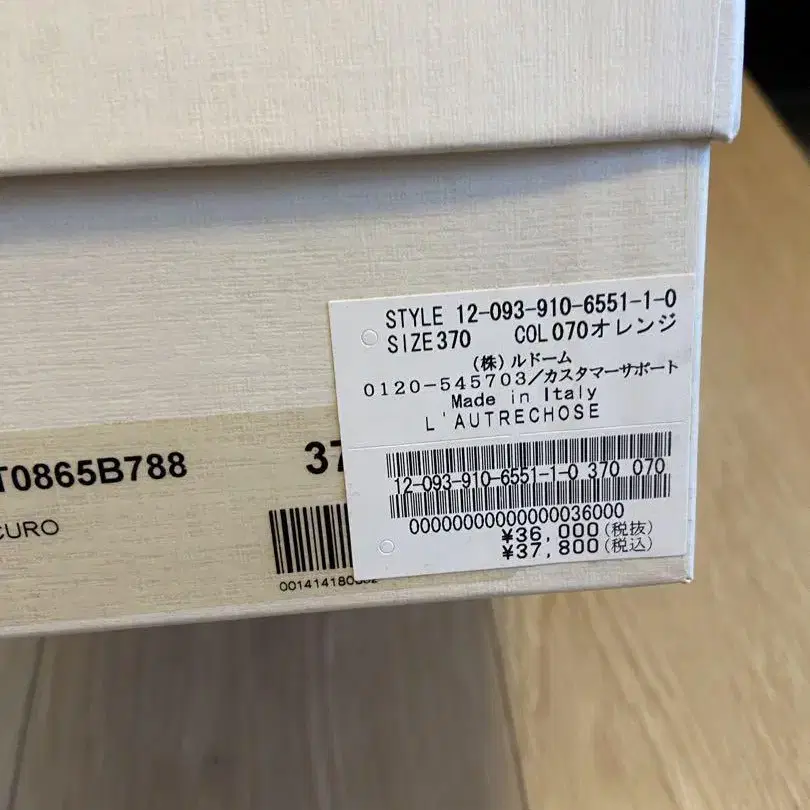 STYLE 12-093-910-6551-1-0
SIZE370 COL070オレンジ
(株)ルドーム
0120-545703/カスタマーサポート
Made in Italy
L'AUTRECHOSE
12-093-910-6551-1-0 370 070
00000000000000036000
¥36,000(税抜)
¥37,800(税込)
T0865B788 37
CURO